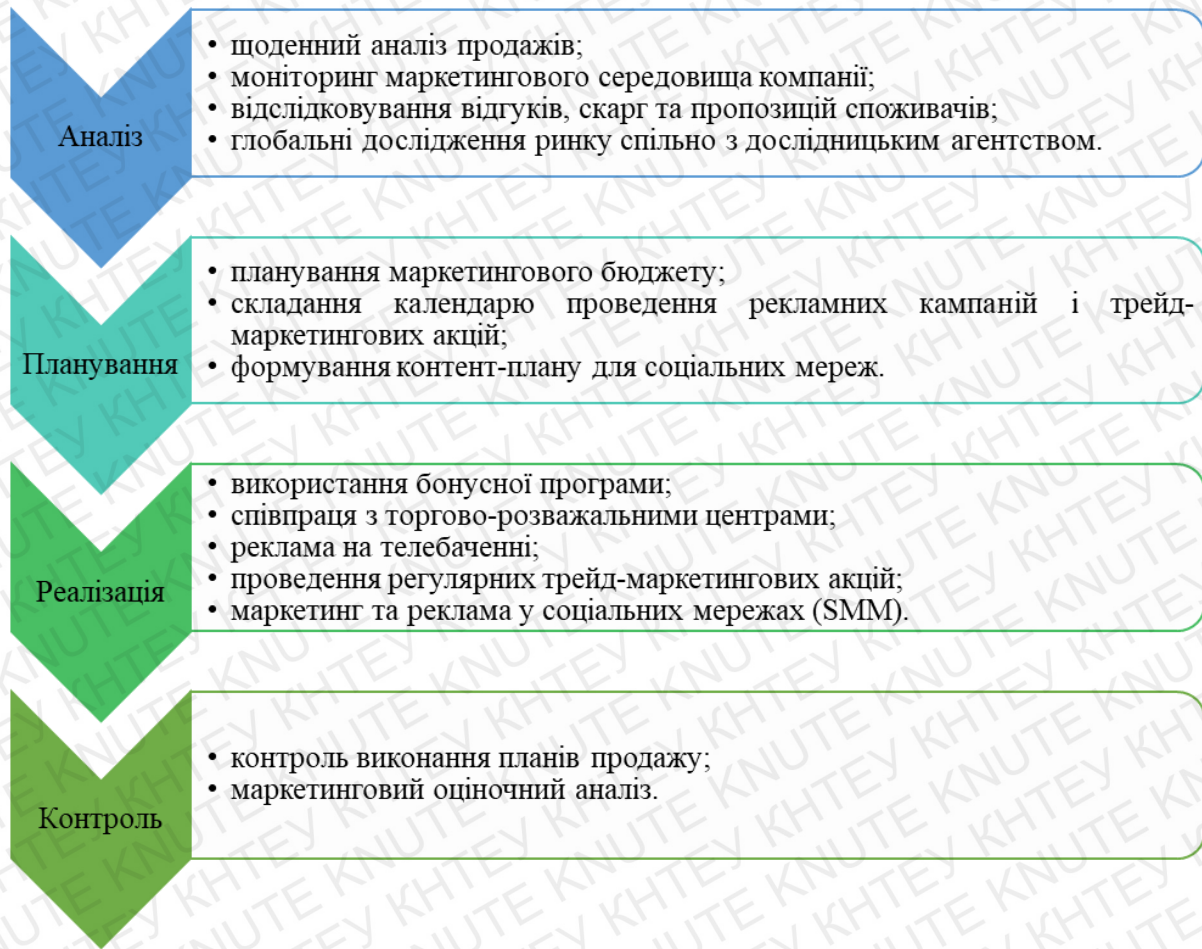 Аналіз
• щоденний аналіз продажів;
• моніторинг маркетингового середовища компанії;
• відслідковування відгуків, скарг та пропозицій споживачів;
• глобальні дослідження ринку спільно з дослідницьким агентством.
Планування
• планування маркетингового бюджету;
• складання календарю проведення рекламних кампаній і трейд-
маркетингових акцій;
• формування контент-плану для соціальних мереж.
Реалізація
• використання бонусної програми;
• співпраця з торгово-розважальними центрами;
• реклама на телебаченні;
• проведення регулярних трейд-маркетингових акцій;
• маркетинг та реклама у соціальних мережах (SMM).
Контроль
• контроль виконання планів продажу;
• маркетинговий оціночний аналіз.